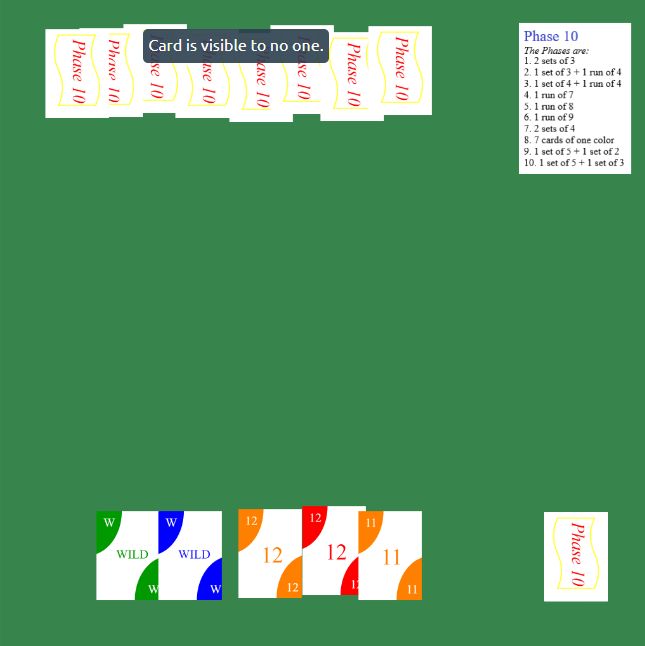 Card is visible to no one.
Phase 10
Phase 10
Phase 10
Phase 10
Phase 10
Phase 10
Phase 10
Phase 10
Phase 10
The Phases are:
1. 2 sets of 3
2. 1 set of 3 + 1 run of 4
3. 1 set of 4 + 1 run of 4
4. 1 run of 7
5. 1 run of 8
6. 1 run of 9
7. 2 sets of 4
8. 7 cards of one color
9. 1 set of 5 + 1 set of 2
10. 1 set of 5 + 1 set of 3
W
WILD
W
W
WILD
W
12
12
12
12
12
11
11
11
Phase 10